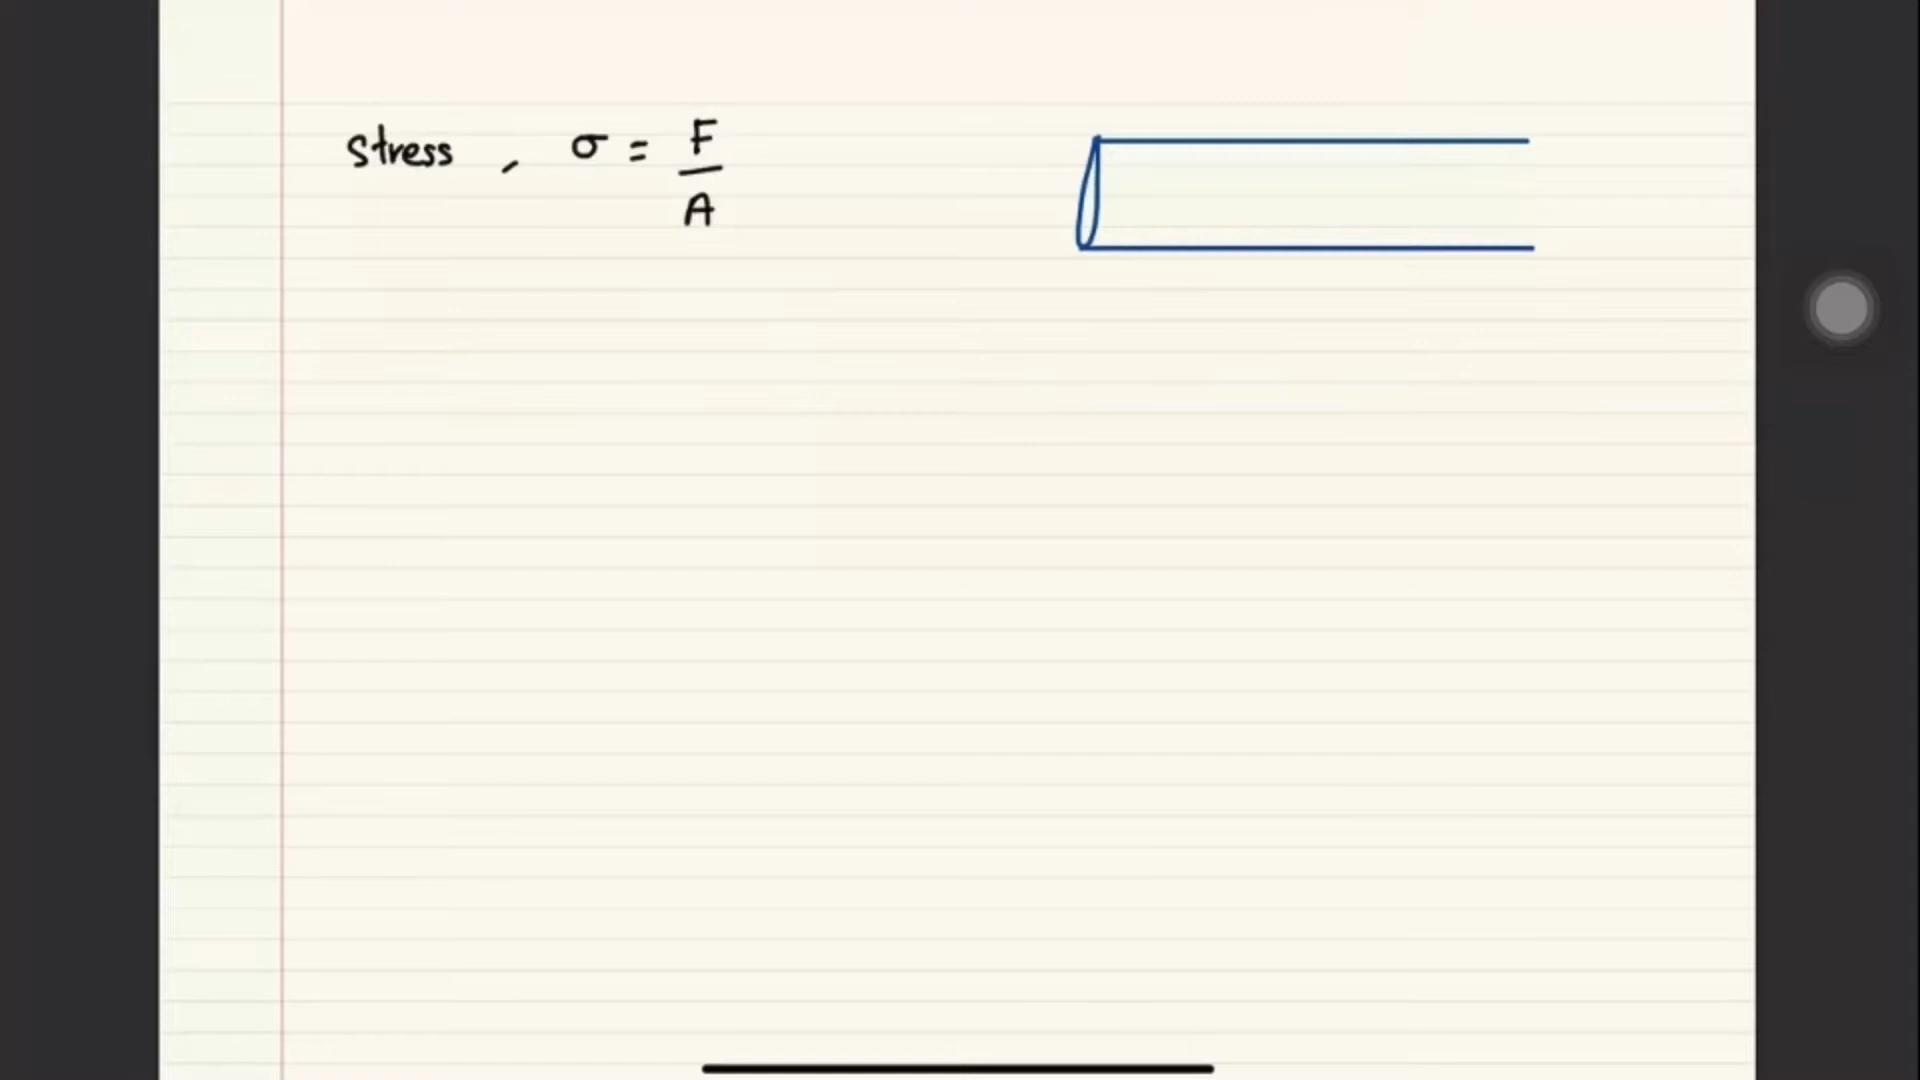 Stress , σ = F
A